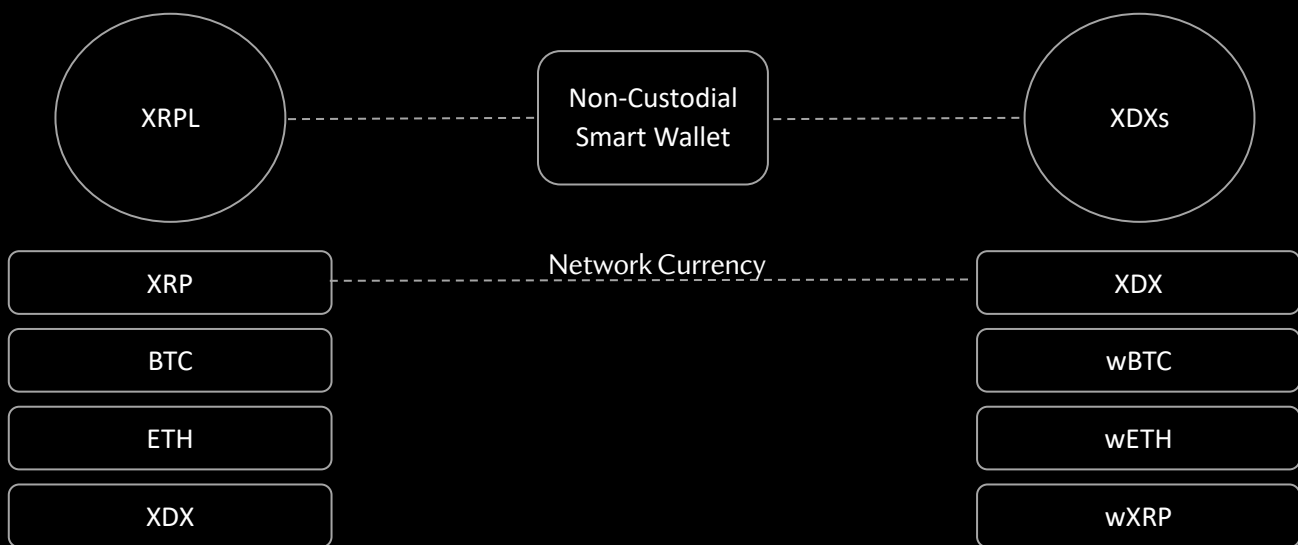 XRPL
Non-Custodial
Smart Wallet
XDXs
Network Currency
XRP
XDX
BTC
wBTC
ETH
wETH
XDX
wXRP